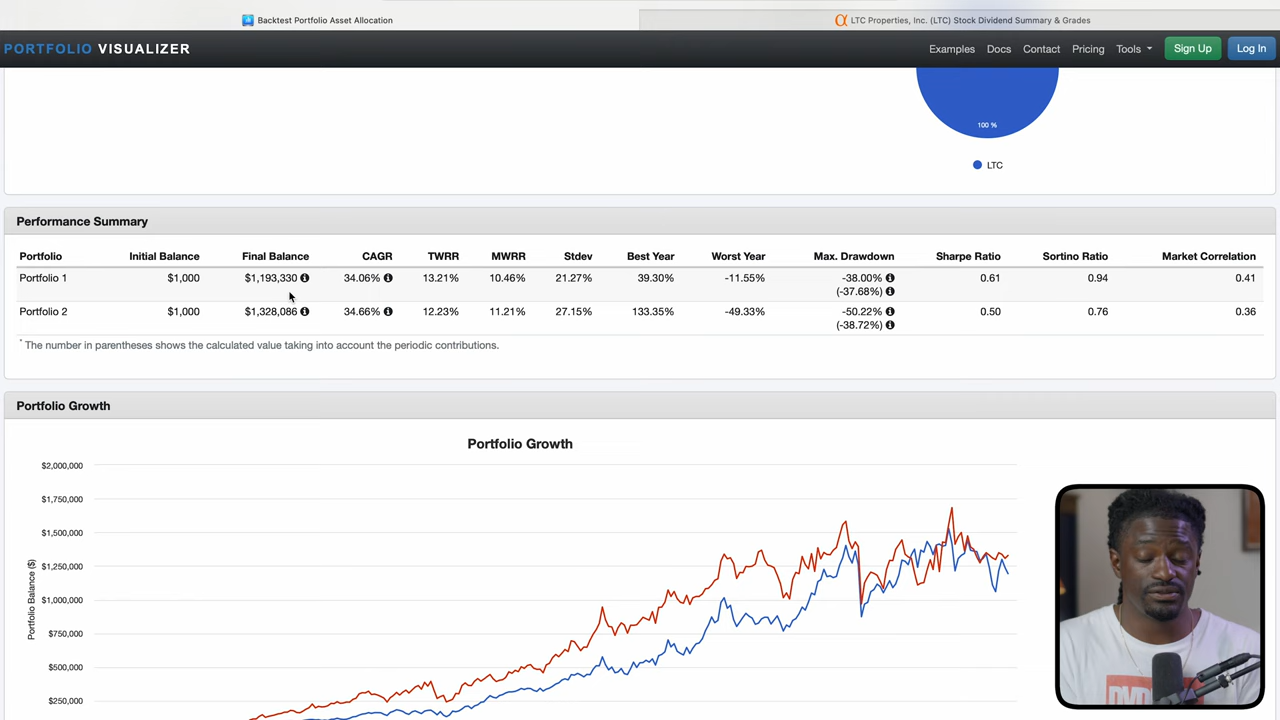 Backtest Portfolio Asset Allocation
LTC Properties, Inc. (LTC) Stock Dividend Summary & Grades
PORTFOLIO VISUALIZER
Examples Docs Contact Pricing Tools Sign Up Log In
100 %
LTC
Performance Summary
Portfolio Initial Balance Final Balance CAGR TWRR MWRR Stdev Best Year Worst Year Max. Drawdown Sharpe Ratio Sortino Ratio Market Correlation
Portfolio 1 $1,000 $1,193,330 34.06% 13.21% 10.46% 21.27% 39.30% -11.55% -38.00% 0.61 0.94 0.41
(-37.68%)
Portfolio 2 $1,000 $1,328,086 34.66% 12.23% 11.21% 27.15% 133.35% -49.33% -50.22% 0.50 0.76 0.36
(-38.72%)
* The number in parentheses shows the calculated value taking into account the periodic contributions.
Portfolio Growth
Portfolio Growth
$2,000,000
$1,750,000
$1,500,000
$1,250,000
$1,000,000
$750,000
$500,000
$250,000
Portfolio Balance ($)